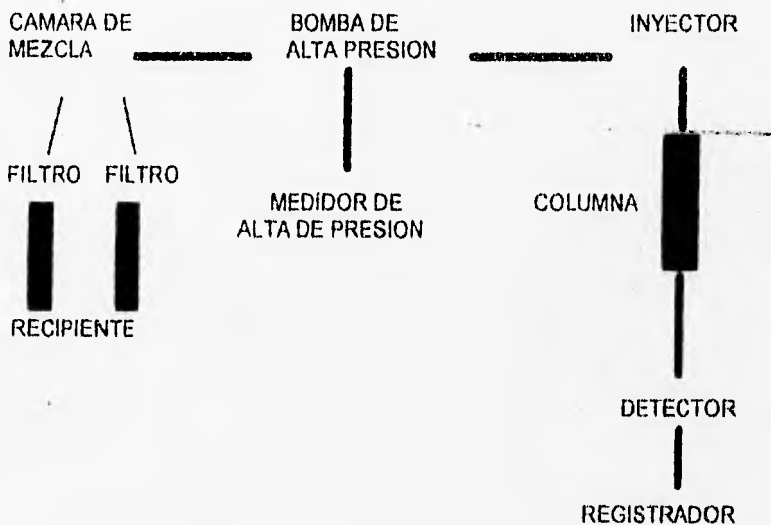 CAMARA DE
MEZCLA
BOMBA DE
ALTA PRESION
INYECTOR
FILTRO
FILTRO
MEDIDOR DE
ALTA DE PRESION
COLUMNA
RECIPIENTE
DETECTOR
REGISTRADOR